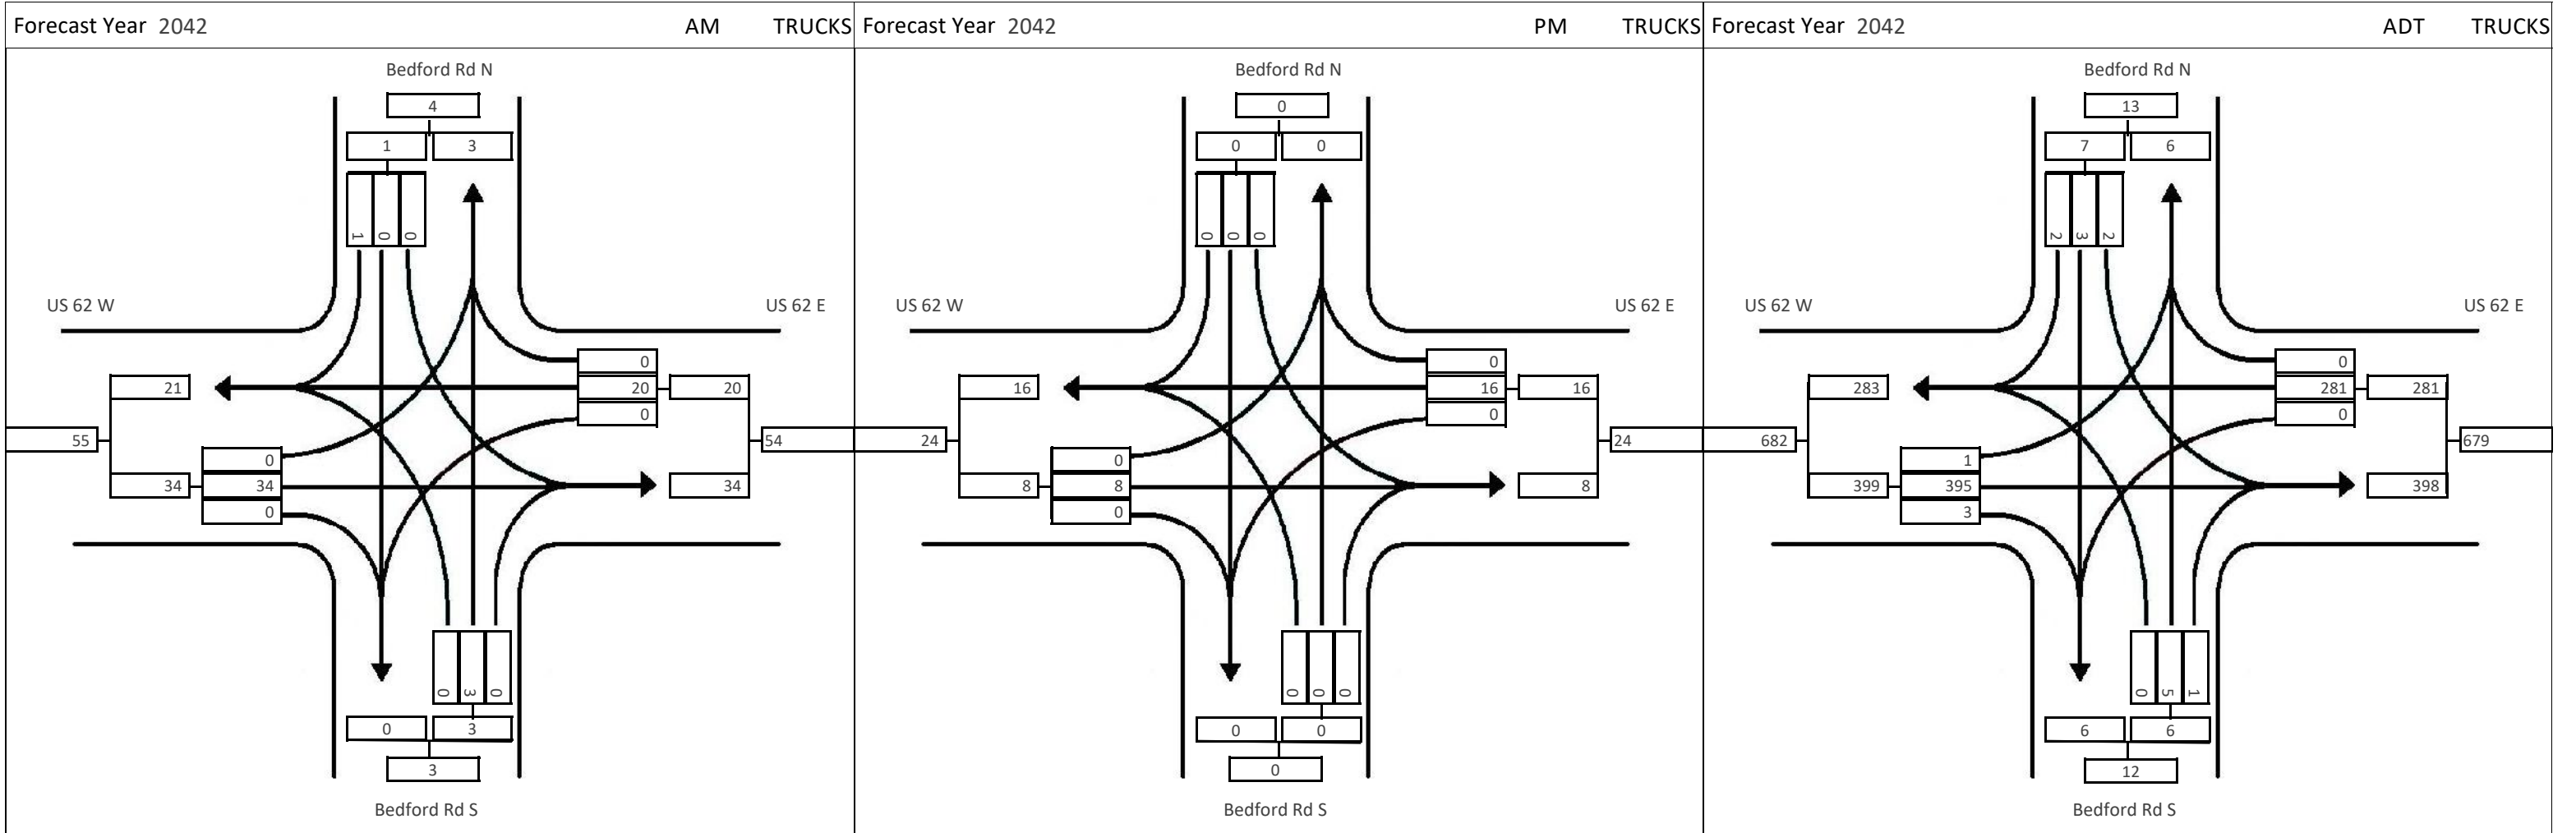 Forecast Year 2042 AM TRUCKS
Bedford Rd N
4
1 3
1 0 0
US 62 W US 62 E
0
21 20 20
0
55 54
0
34 34 34
0
0 3 0
0 3
3
Bedford Rd S
Forecast Year 2042 PM TRUCKS
Bedford Rd N
0
0 0
0 0 0
US 62 W US 62 E
0
16 16 16
0
24 24
0
8 8 8
0
0 0 0
0 0
0
Bedford Rd S
Forecast Year 2042 ADT TRUCKS
Bedford Rd N
13
7 6
2 3 2
US 62 W US 62 E
0
283 281 281
0
682 679
1
399 395 398
3
0 5 1
6 6
12
Bedford Rd S